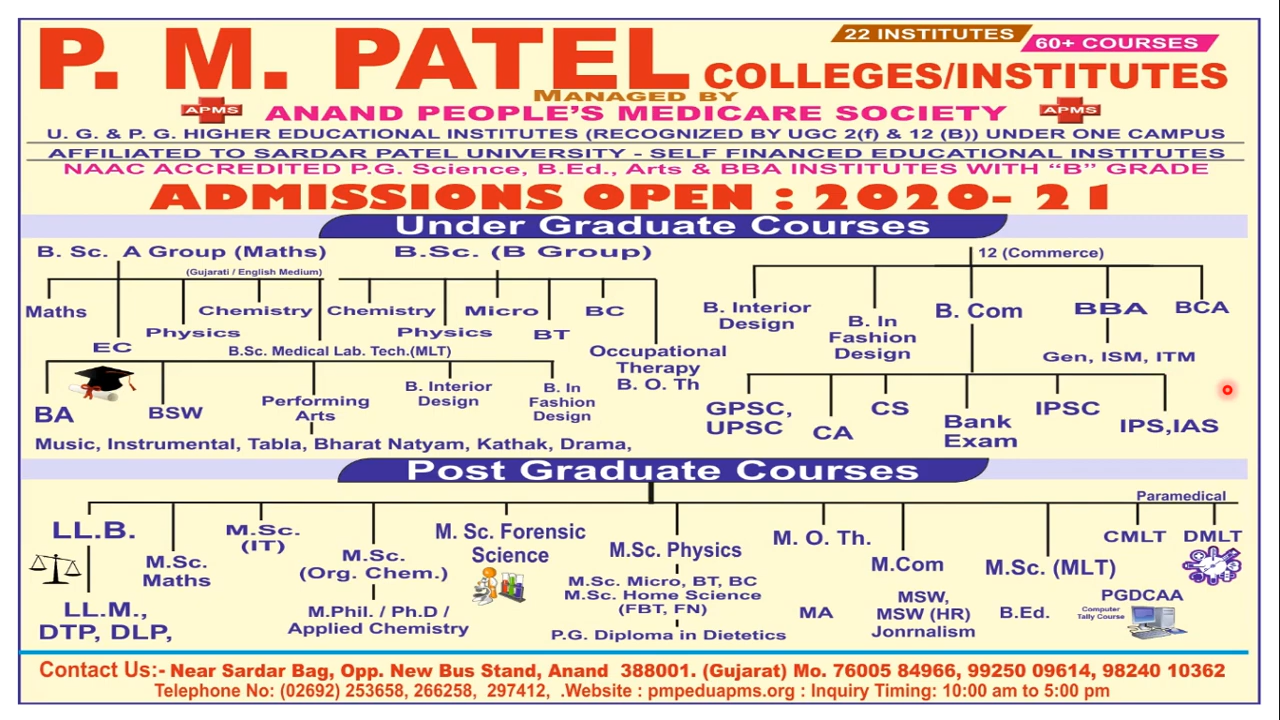 22 INSTITUTES
60+ COURSES
P. M. PATEL COLLEGES/INSTITUTES
MANAGED BY
APMS ANAND PEOPLE'S MEDICARE SOCIETY APMS
U. G. & P. G. HIGHER EDUCATIONAL INSTITUTES (RECOGNIZED BY UGC 2(f) & 12 (B)) UNDER ONE CAMPUS
AFFILIATED TO SARDAR PATEL UNIVERSITY - SELF FINANCED EDUCATIONAL INSTITUTES
NAAC ACCREDITED P.G. Science, B.Ed., Arts & BBA INSTITUTES WITH "B" GRADE
ADMISSIONS OPEN : 2020- 21
Under Graduate Courses
B. Sc. A Group (Maths)
(Gujarati / English Medium)
Maths
EC
Physics
Chemistry
B.Sc. Medical Lab. Tech.(MLT)
B.Sc. (B Group)
Chemistry
Physics
Micro
BT
BC
Occupational
Therapy
B. O. Th
12 (Commerce)
B. Interior
Design
B. In
Fashion
Design
B. Com
BBA
BCA
Gen, ISM, ITM
BA
BSW
Performing
Arts
B. Interior
Design
B. In
Fashion
Design
Music, Instrumental, Tabla, Bharat Natyam, Kathak, Drama,
GPSC,
UPSC
CA
CS
Bank
Exam
IPSC
IPS,IAS
Post Graduate Courses
Paramedical
LL.B.
LL.M.,
DTP, DLP,
M.Sc.
Maths
M.Sc.
(IT)
M.Sc.
(Org. Chem.)
M.Phil. / Ph.D /
Applied Chemistry
M. Sc. Forensic
Science
M.Sc. Physics
M.Sc. Micro, BT, BC
M.Sc. Home Science
(FBT, FN)
P.G. Diploma in Dietetics
M. O. Th.
MA
M.Com
MSW,
MSW (HR)
Jonrnalism
M.Sc. (MLT)
B.Ed.
CMLT
DMLT
PGDCAA
Computer
Tally Course
Contact Us:- Near Sardar Bag, Opp. New Bus Stand, Anand 388001. (Gujarat) Mo. 76005 84966, 99250 09614, 98240 10362
Telephone No: (02692) 253658, 266258, 297412, .Website : pmpeduapms.org : Inquiry Timing: 10:00 am to 5:00 pm